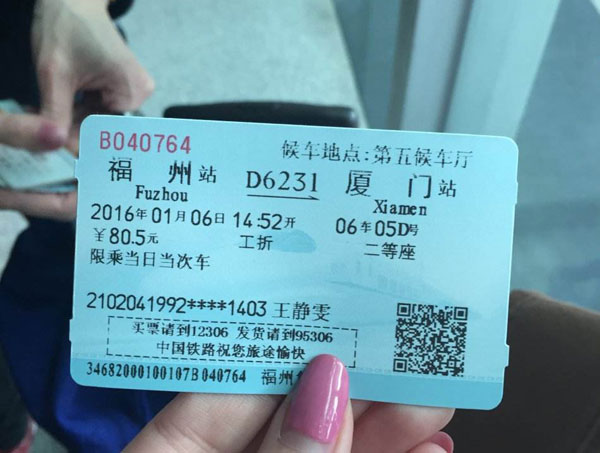 B040764 候车地点:第五候车厅
福州站 D6231 厦门站
Fuzhou Xiamen
2016年01月06日 14:52开 06车05D号
￥80.5元 工折 二等座
限乘当日当次车
2102041992****1403 王静雯
买票请到12306 发货请到95306
中国铁路祝您旅途愉快
34682000100107B040764 福州